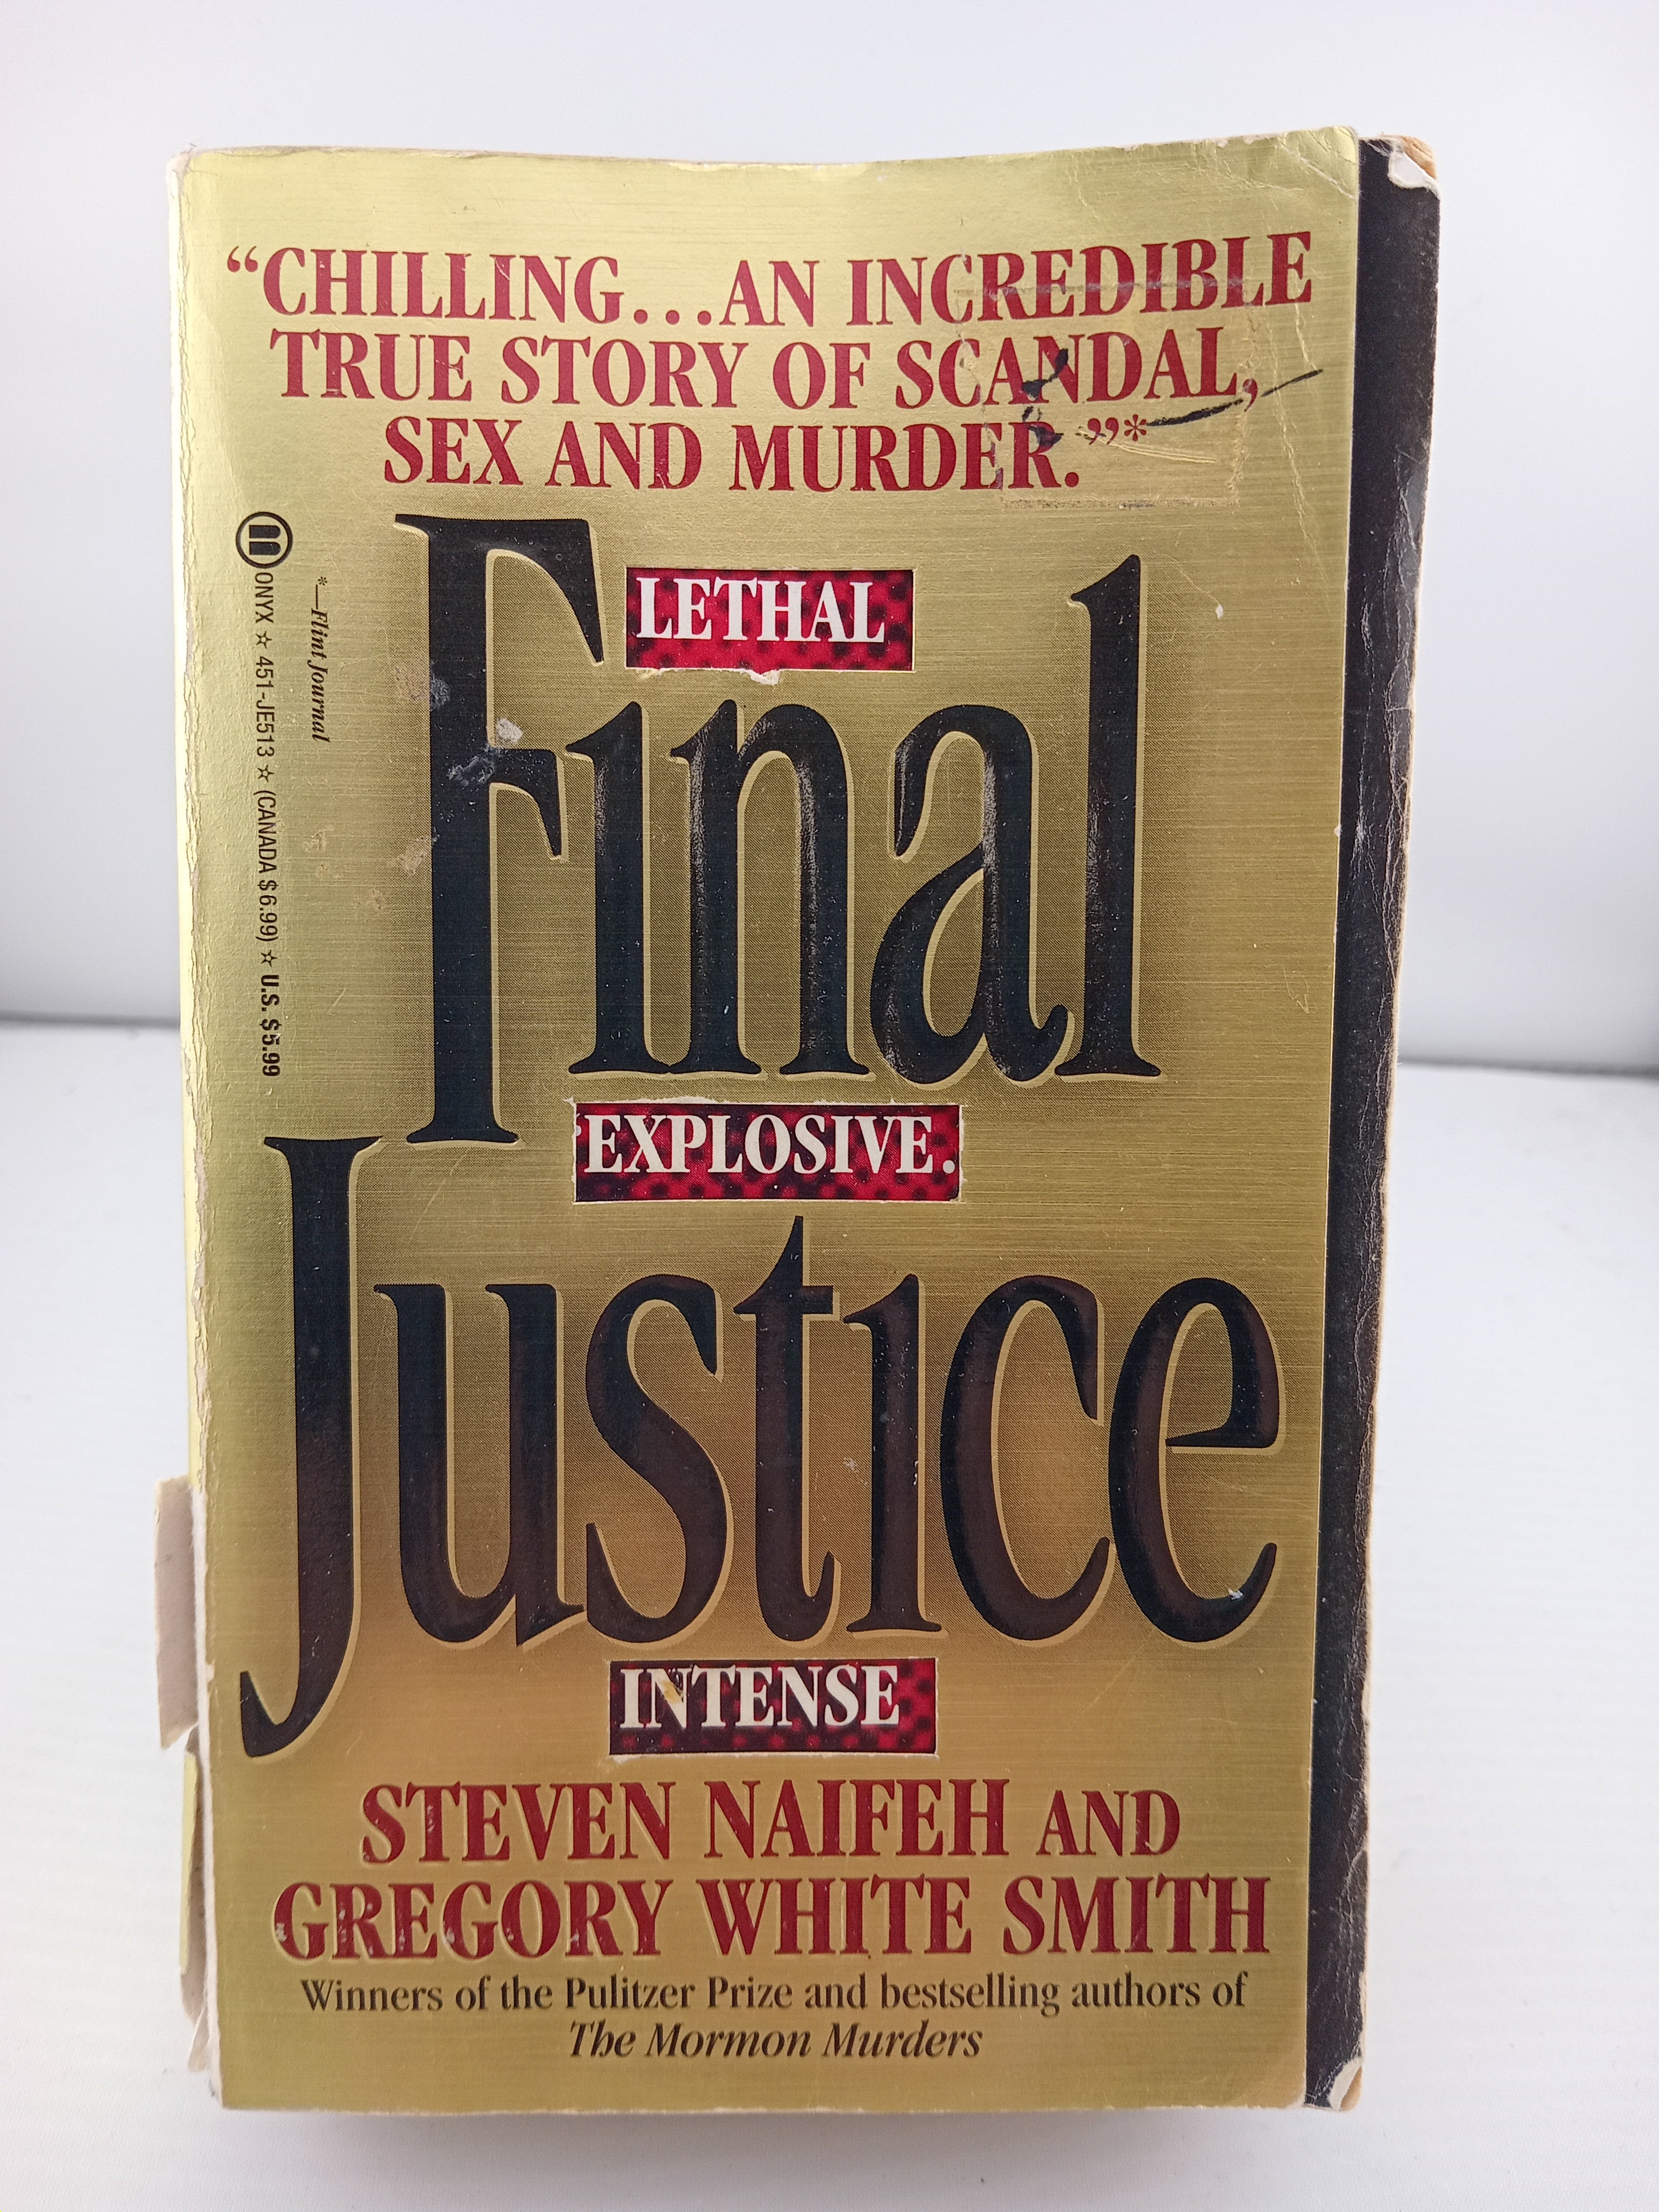 “CHILLING...AN INCREDIBLE
TRUE STORY OF SCANDAL,
SEX AND MURDER.”*
ONYX ☆ 451-JE513 ☆ (CANADA $6.99) ☆ U.S. $5.99
*—Flint Journal
LETHAL
Final
EXPLOSIVE.
Justice
INTENSE
STEVEN NAIFEH AND
GREGORY WHITE SMITH
Winners of the Pulitzer Prize and bestselling authors of
The Mormon Murders